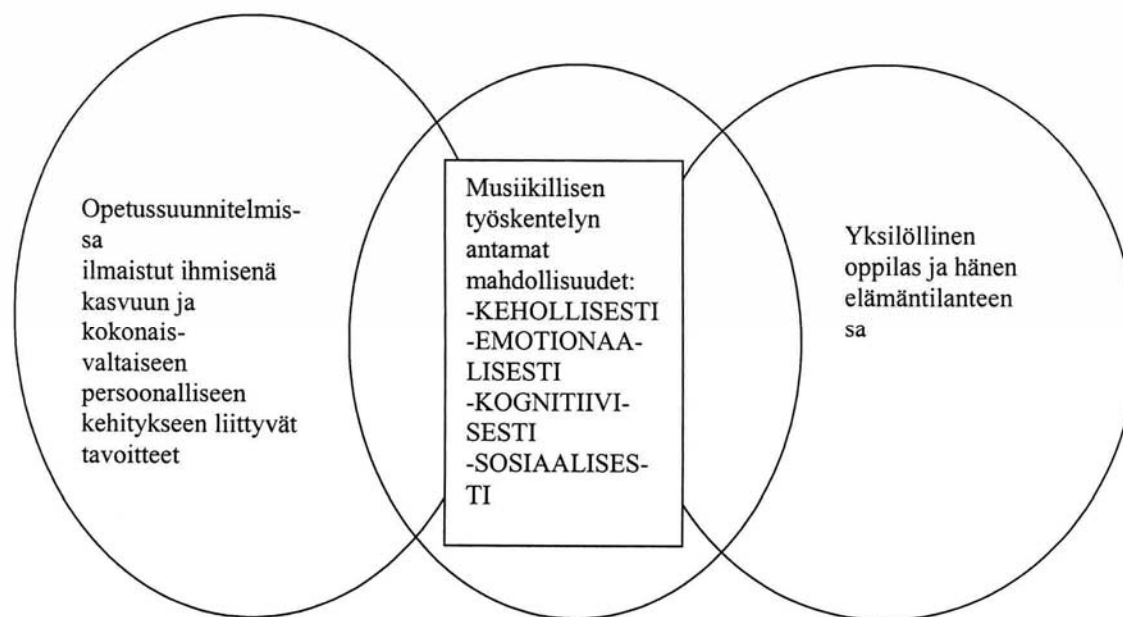 Opetussuunnitelmis-
sa
ilmaistut ihmisenä
kasvuun ja
kokonais-
valtaiseen
persoonalliseen
kehitykseen liittyvät
tavoitteet
Musiikillisen
työskentelyn
antamat
mahdollisuudet:
-KEHOLLISESTI
-EMOTIONAA-
LISESTI
-KOGNITIIVI-
SESTI
-SOSIAALISES-
TI
Yksilöllinen
oppilas ja hänen
elämäntilanteen
sa